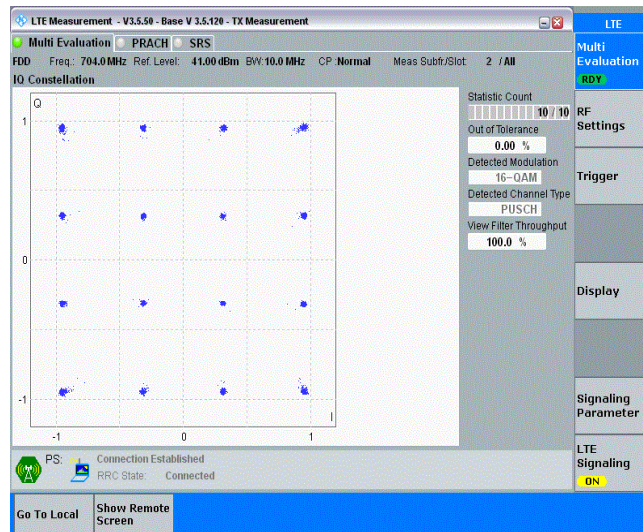 LTE Measurement - V3.5.50 - Base V 3.5.120 - TX Measurement
LTE
Multi Evaluation PRACH SRS
Multi
Evaluation
RDY
FDD Freq.: 704.0 MHz Ref. Level: 41.00 dBm BW:10.0 MHz CP :Normal Meas Subfr./Slot: 2 / All
IQ Constellation
Q
1
0
-1
-1 0 1
I
Statistic Count
10 / 10
Out of Tolerance
0.00 %
Detected Modulation
16-QAM
Detected Channel Type
PUSCH
View Filter Throughput
100.0 %
RF
Settings
Trigger
Display
Signaling
Parameter
LTE
Signaling
ON
PS: Connection Established
RRC State: Connected
Go To Local
Show Remote
Screen